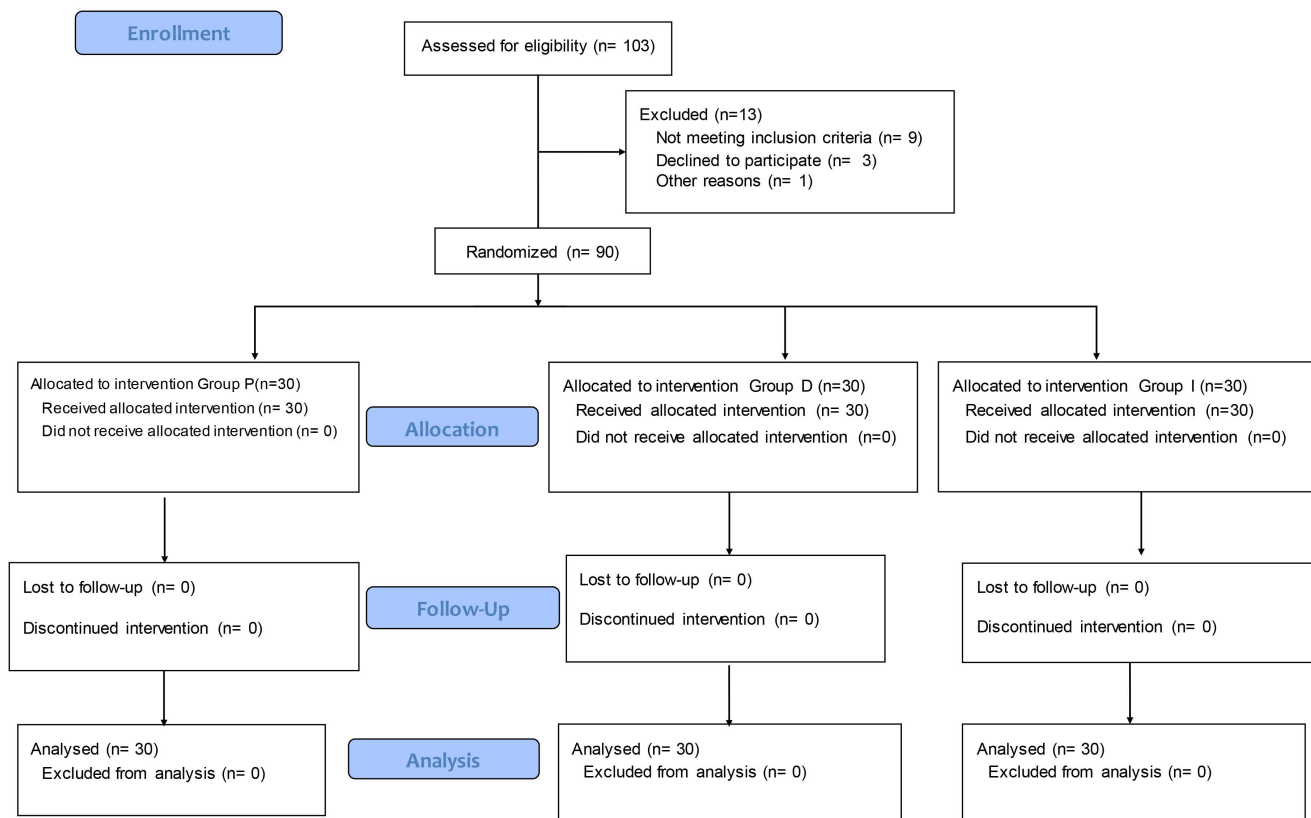 Enrollment
Assessed for eligibility (n= 103)
Excluded (n=13)
Not meeting inclusion criteria (n= 9)
Declined to participate (n= 3)
Other reasons (n= 1)
Randomized (n= 90)
Allocated to intervention Group P(n=30)
Received allocated intervention (n= 30)
Did not receive allocated intervention (n= 0)
Allocation
Allocated to intervention Group D (n=30)
Received allocated intervention (n= 30)
Did not receive allocated intervention (n=0)
Allocated to intervention Group I (n=30)
Received allocated intervention (n=30)
Did not receive allocated intervention (n=0)
Lost to follow-up (n= 0)
Discontinued intervention (n= 0)
Follow-Up
Lost to follow-up (n= 0)
Discontinued intervention (n= 0)
Lost to follow-up (n= 0)
Discontinued intervention (n= 0)
Analysed (n= 30)
Excluded from analysis (n= 0)
Analysis
Analysed (n= 30)
Excluded from analysis (n= 0)
Analysed (n= 30)
Excluded from analysis (n= 0)